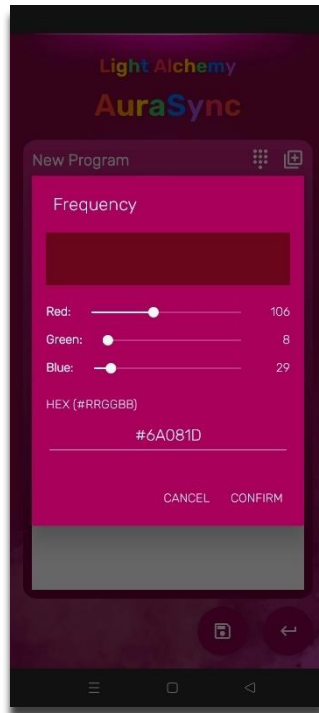 Light Alchemy
AuraSync
New Program
Frequency
Red: 106
Green: 8
Blue: 29
HEX (#RRGGBB)
#6A081D
CANCEL CONFIRM